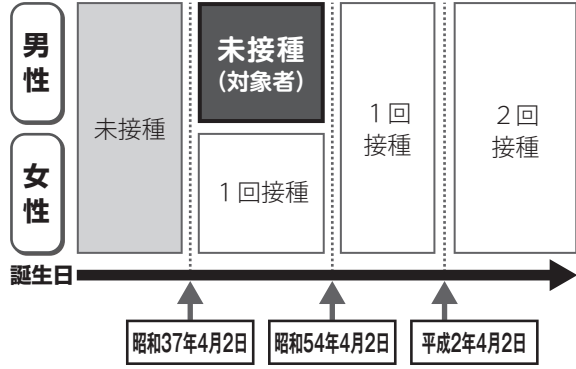 男性
女性
未接種
未接種
（対象者）
1回接種
1回
接種
2回
接種
誕生日
昭和37年4月2日
昭和54年4月2日
平成2年4月2日